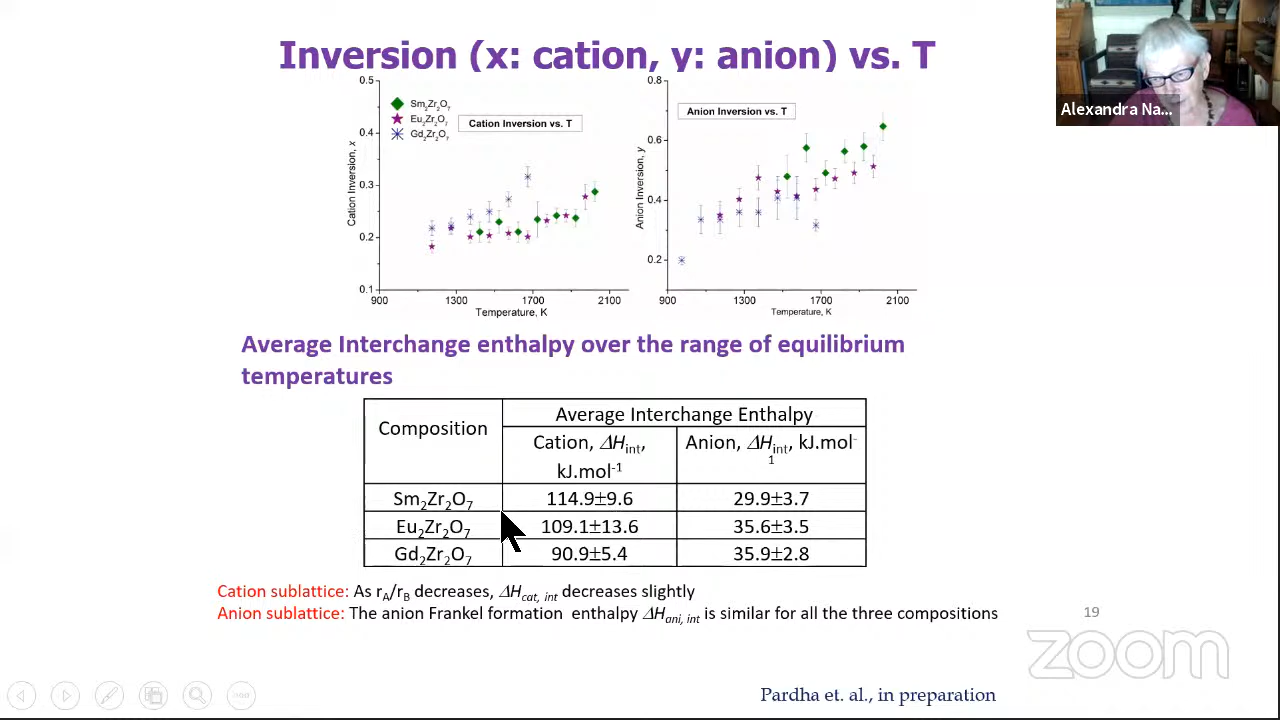 Inversion (x: cation, y: anion) vs. T
Alexandra Na...
0.5
0.4
0.3
0.2
0.1
Cation Inversion, x
Sm2Zr2O7
Eu2Zr2O7
Gd2Zr2O7
Cation Inversion vs. T
900 1300 1700 2100
Temperature, K
0.8
0.6
0.4
0.2
Anion Inversion, y
Anion Inversion vs. T
900 1300 1700 2100
Temperature, K
Average Interchange enthalpy over the range of equilibrium
temperatures
Composition
Average Interchange Enthalpy
Cation, ΔHint,
kJ.mol-1
Anion, ΔHint, kJ.mol-
1
Sm2Zr2O7 114.9±9.6 29.9±3.7
Eu2Zr2O7 109.1±13.6 35.6±3.5
Gd2Zr2O7 90.9±5.4 35.9±2.8
Cation sublattice: As rA/rB decreases, ΔHcat, int decreases slightly
Anion sublattice: The anion Frankel formation enthalpy ΔHani, int is similar for all the three compositions
19
zoom
Pardha et. al., in preparation